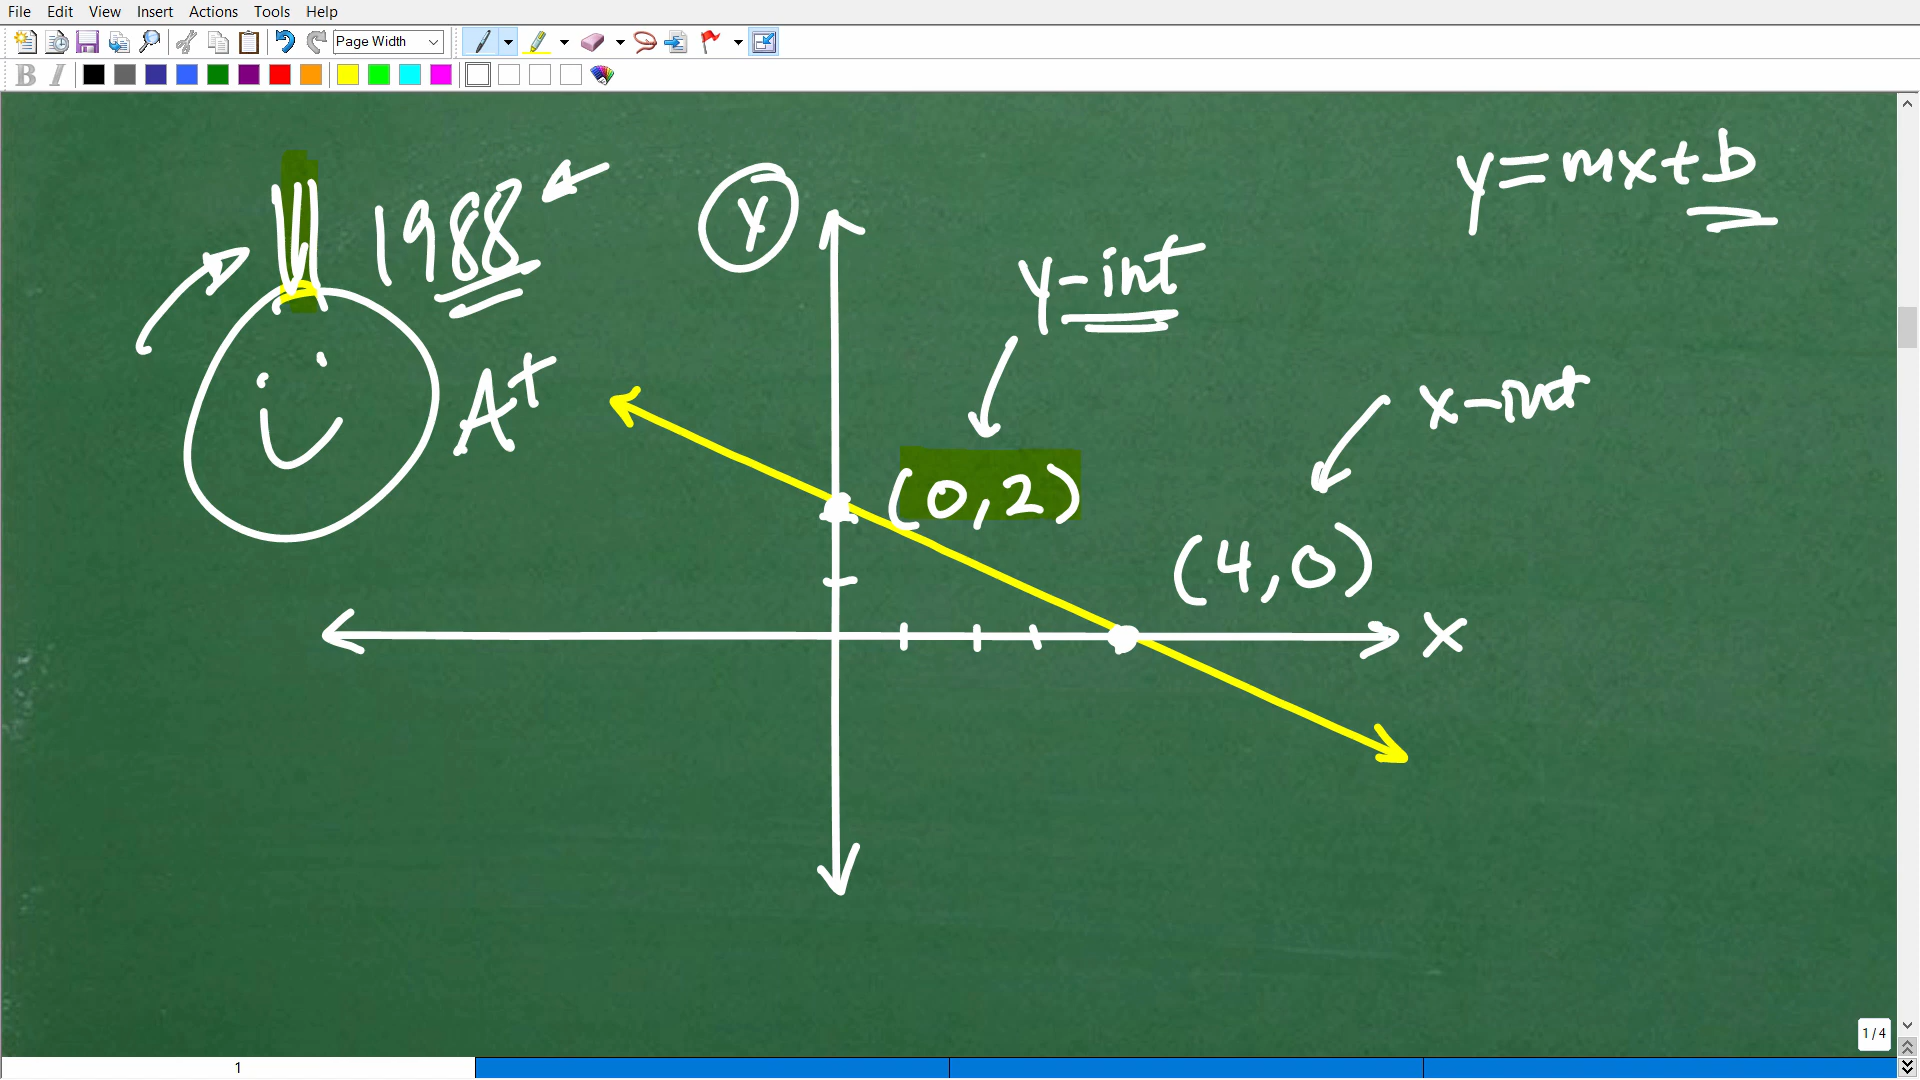 File Edit View Insert Actions Tools Help
Page Width
B I
1988
A+
Y
y=mx+b
y-int
x-int
(0,2)
(4,0)
X
1/4
1